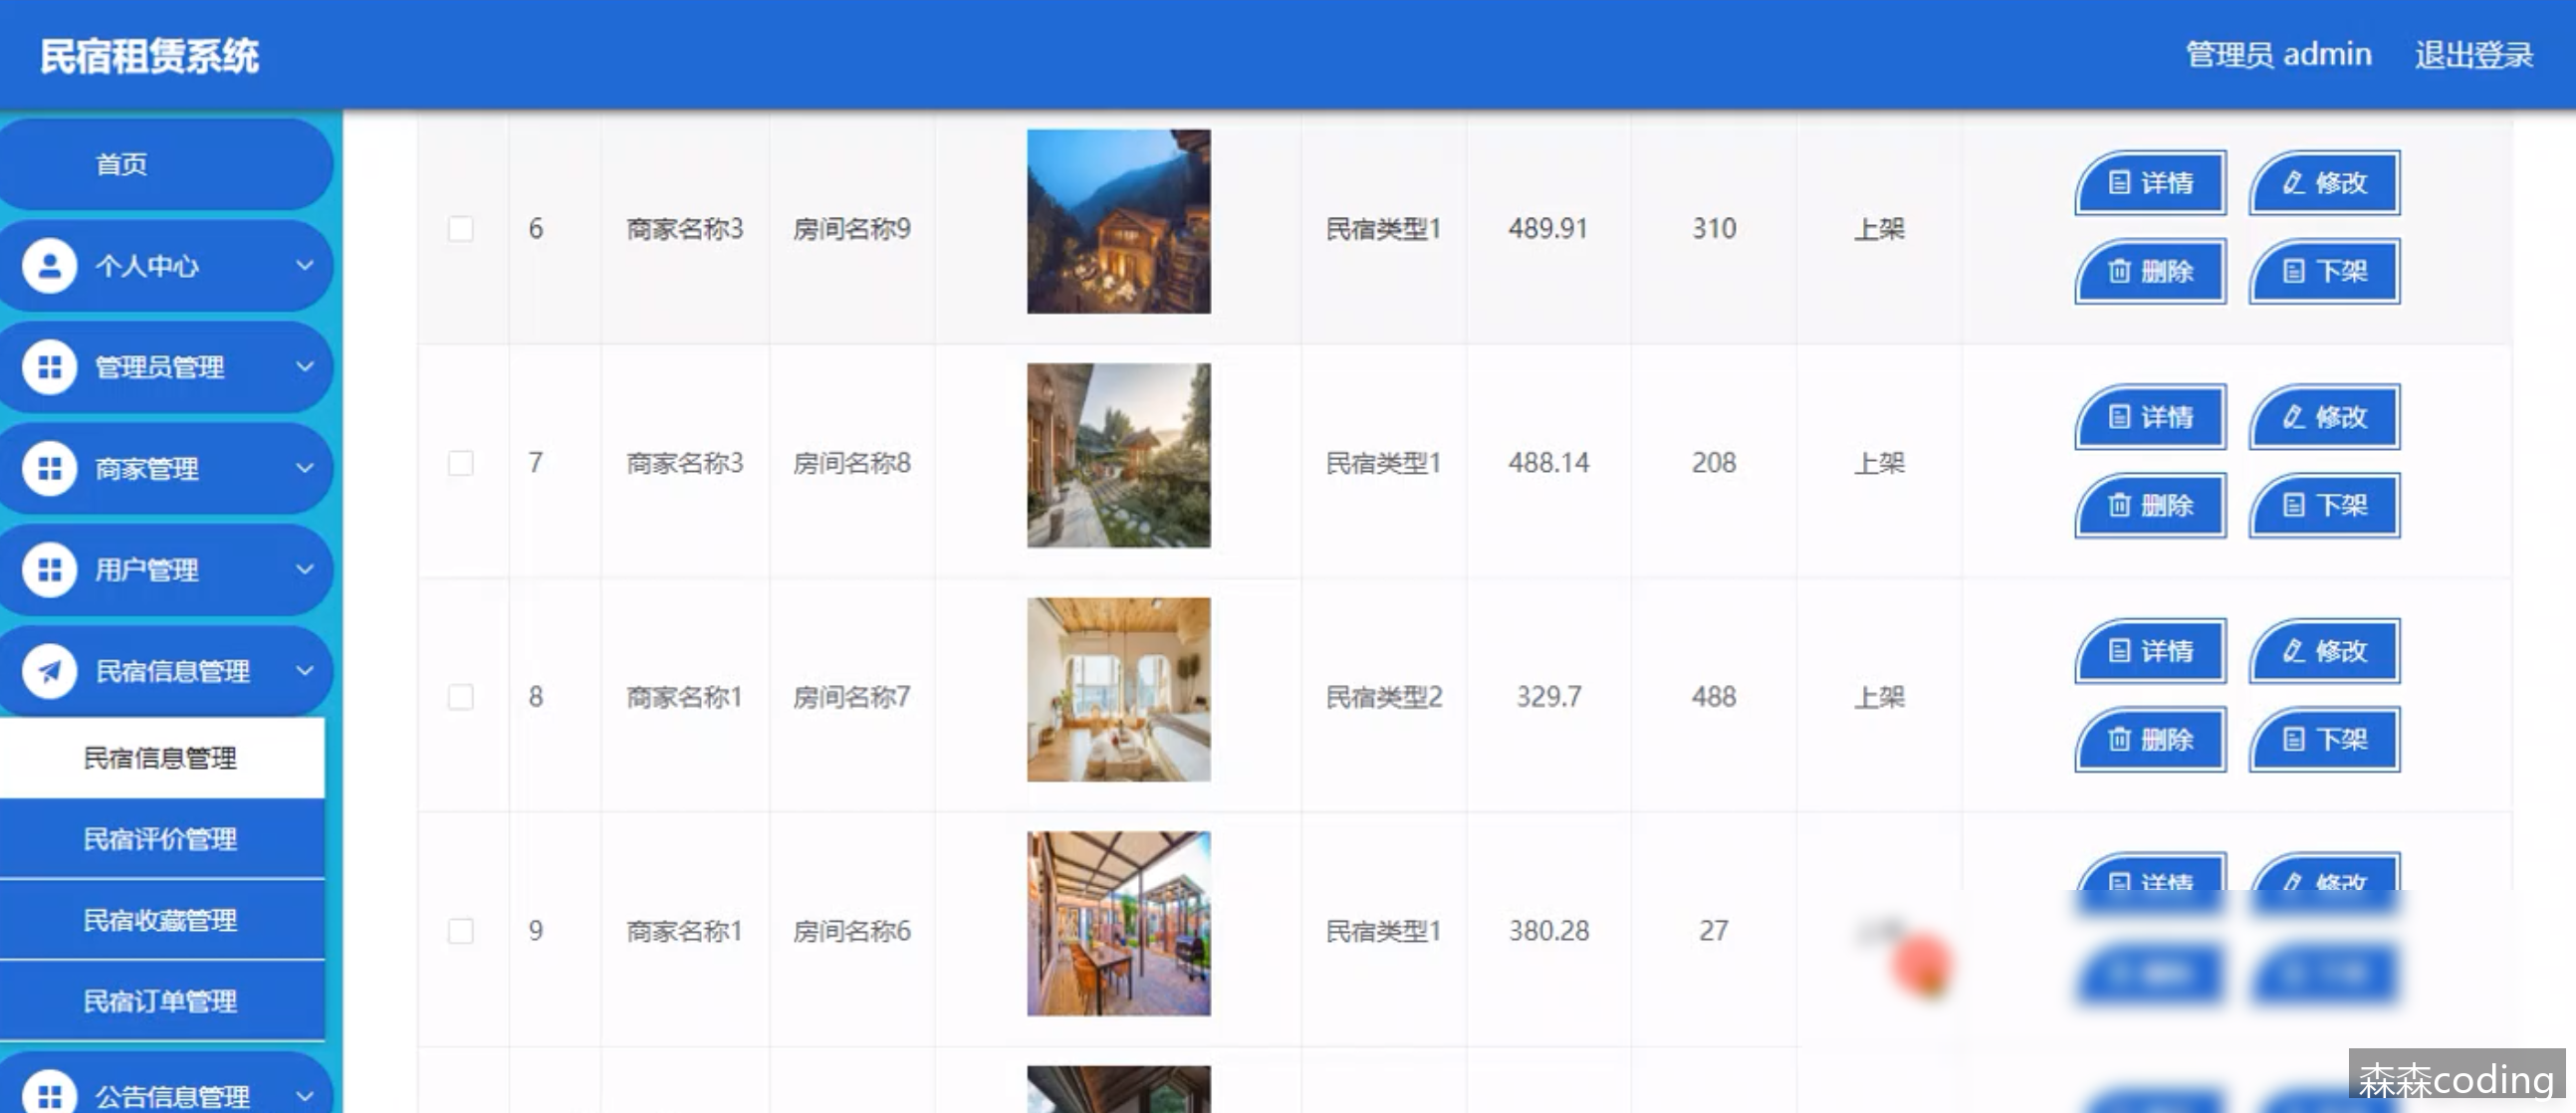 民宿租赁系统
管理员 admin 退出登录
首页
个人中心
管理员管理
商家管理
用户管理
民宿信息管理
民宿信息管理
民宿评价管理
民宿收藏管理
民宿订单管理
公告信息管理
6 商家名称3 房间名称9 民宿类型1 489.91 310 上架
详情 修改
删除 下架
7 商家名称3 房间名称8 民宿类型1 488.14 208 上架
详情 修改
删除 下架
8 商家名称1 房间名称7 民宿类型2 329.7 488 上架
详情 修改
删除 下架
9 商家名称1 房间名称6 民宿类型1 380.28 27
详情 修改
森森coding